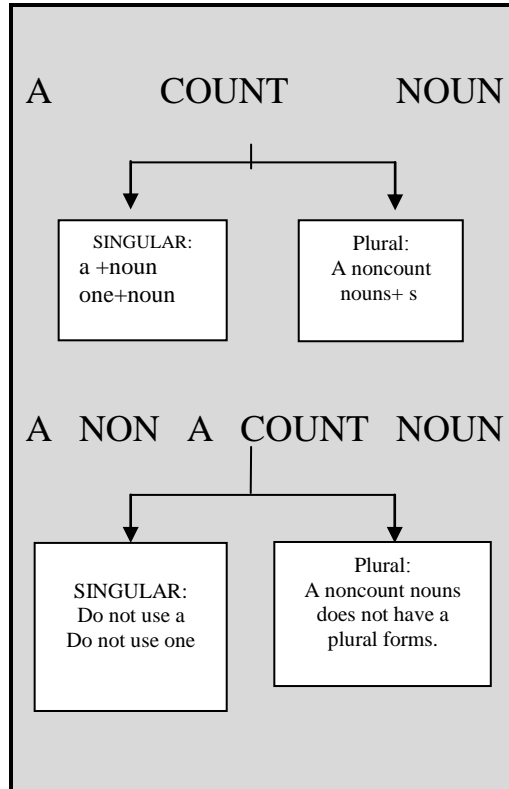 A COUNT NOUN
SINGULAR:
a +noun
one+noun
Plural:
A noncount
nouns+ s
A NON A COUNT NOUN
SINGULAR:
Do not use a
Do not use one
Plural:
A noncount nouns
does not have a
plural forms.